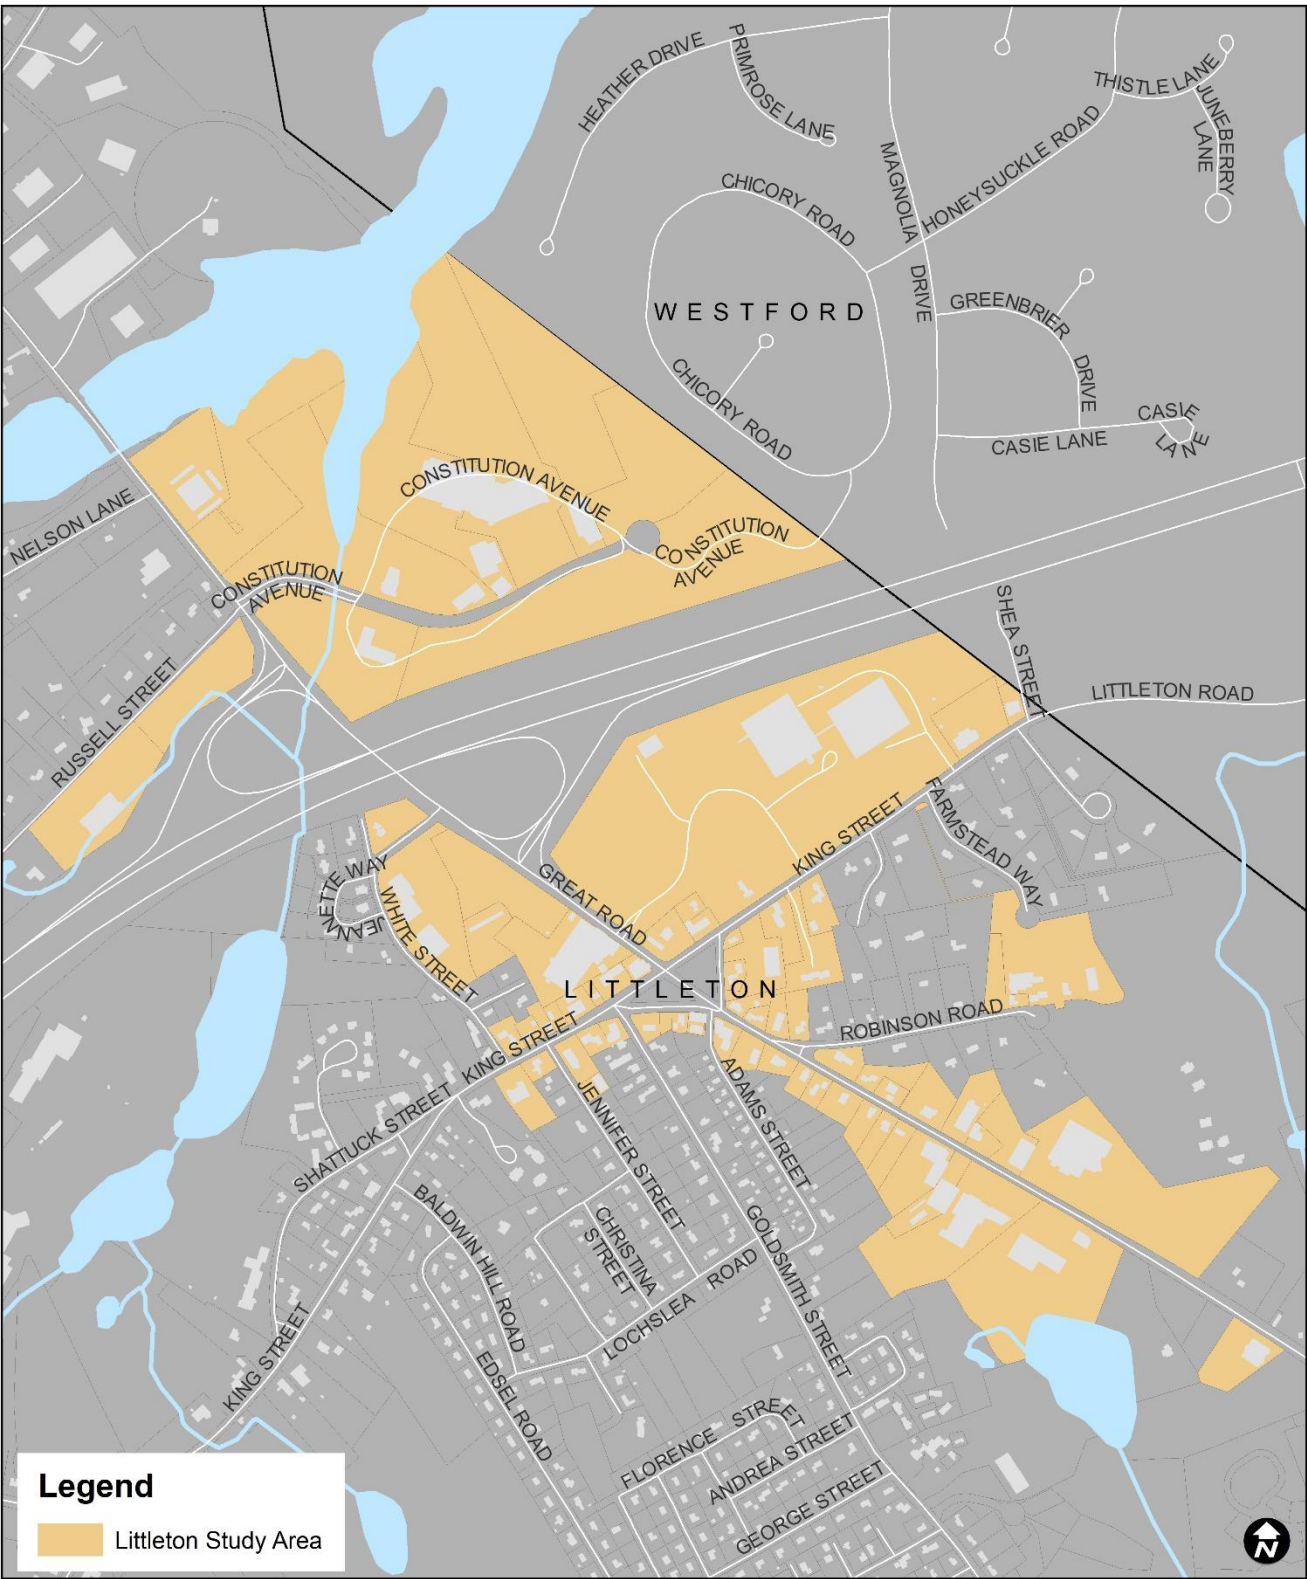 HEATHER DRIVE
PRIMROSE LANE
THISTLE LANE
JUNEBERRY
LANE
MAGNOLIA
DRIVE
HONEYSUCKLE ROAD
CHICORY ROAD
WESTFORD
GREENBRIER
DRIVE
CHICORY ROAD
CASIE
LANE
CASIE LANE
CONSTITUTION AVENUE
CONSTITUTION
AVENUE
NELSON LANE
CONSTITUTION
AVENUE
SHEA STREET
RUSSELL STREET
LITTLETON ROAD
KING STREET
FARMSTEAD WAY
GREAT ROAD
JEANNETTE WAY
WHITE STREET
LITTLETON
ROBINSON ROAD
KING STREET
ADAMS STREET
JENNIFER STREET
SHATTUCK STREET
BALDWIN HILL ROAD
CHRISTINA
STREET
GOLDSMITH STREET
LOCHSLEA ROAD
KING STREET
EDSEL ROAD
FLORENCE STREET
ANDREA STREET
GEORGE STREET
Legend
Littleton Study Area
N